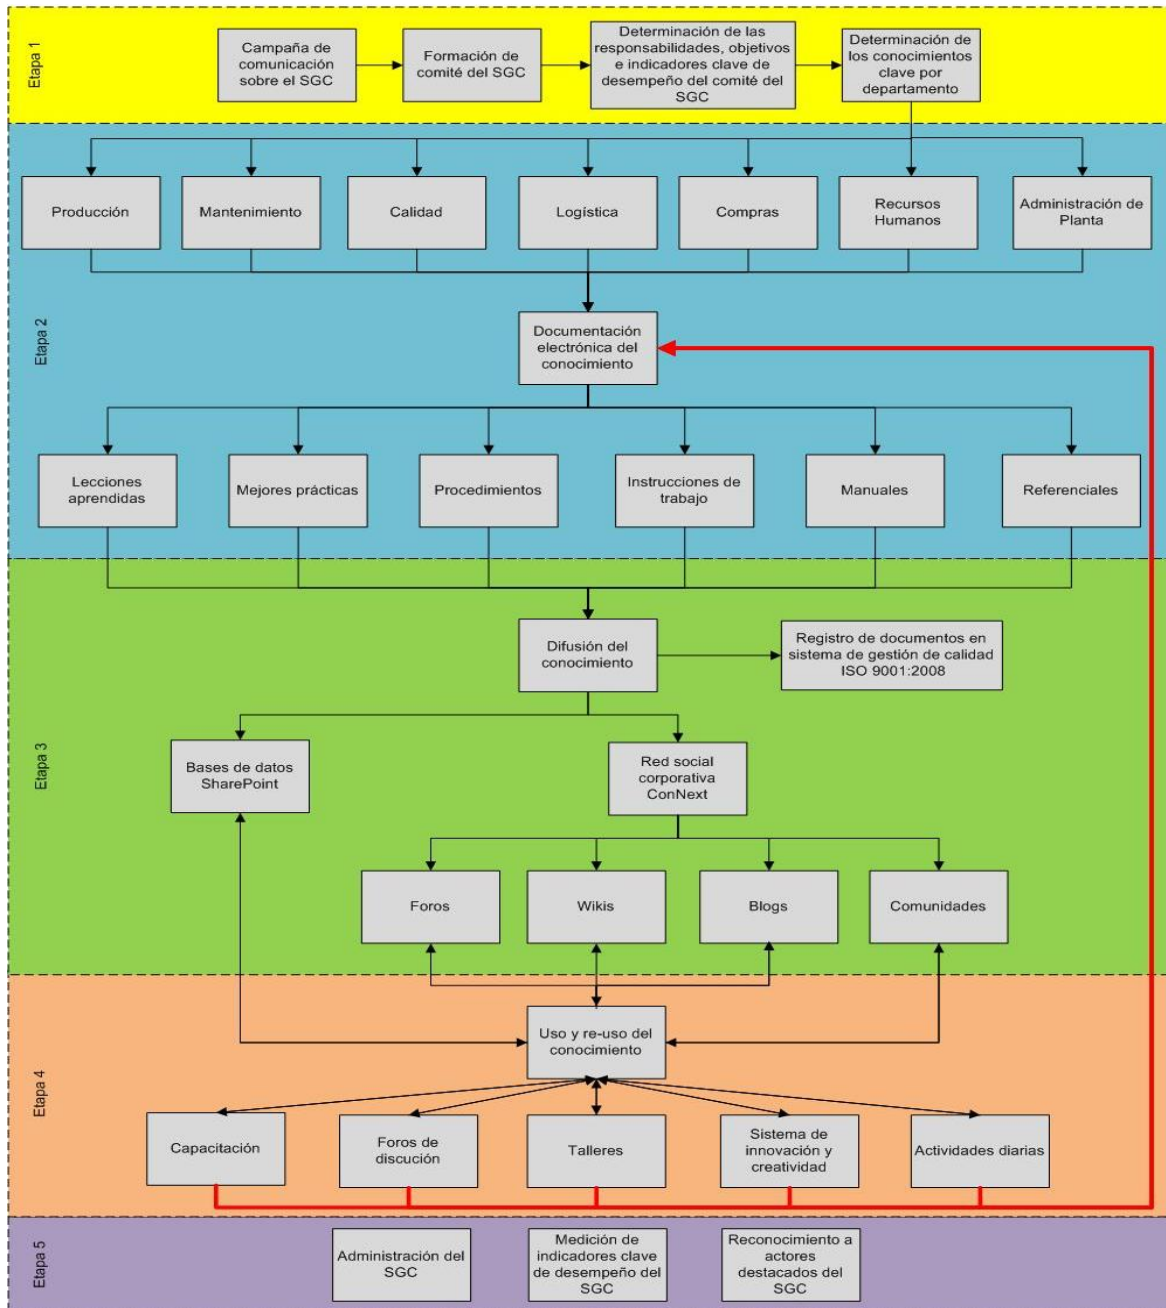 Etapa 1
Campaña de
comunicación
sobre el SGC
Formación de
comité del SGC
Determinación de las
responsabilidades, objetivos
e indicadores clave de
desempeño del comité del
SGC
Determinación de
los conocimientos
clave por
departamento
Etapa 2
Producción
Mantenimiento
Calidad
Logística
Compras
Recursos
Humanos
Administración de
Planta
Documentación
electrónica del
conocimiento
Lecciones
aprendidas
Mejores prácticas
Procedimientos
Instrucciones de
trabajo
Manuales
Referenciales
Etapa 3
Difusión del
conocimiento
Registro de documentos en
sistema de gestión de calidad
ISO 9001:2008
Bases de datos
SharePoint
Red social
corporativa
ConNext
Foros
Wikis
Blogs
Comunidades
Etapa 4
Uso y re-uso del
conocimiento
Capacitación
Foros de
discución
Talleres
Sistema de
innovación y
creatividad
Actividades diarias
Etapa 5
Administración del
SGC
Medición de
indicadores clave
de desempeño del
SGC
Reconocimiento a
actores
destacados del
SGC